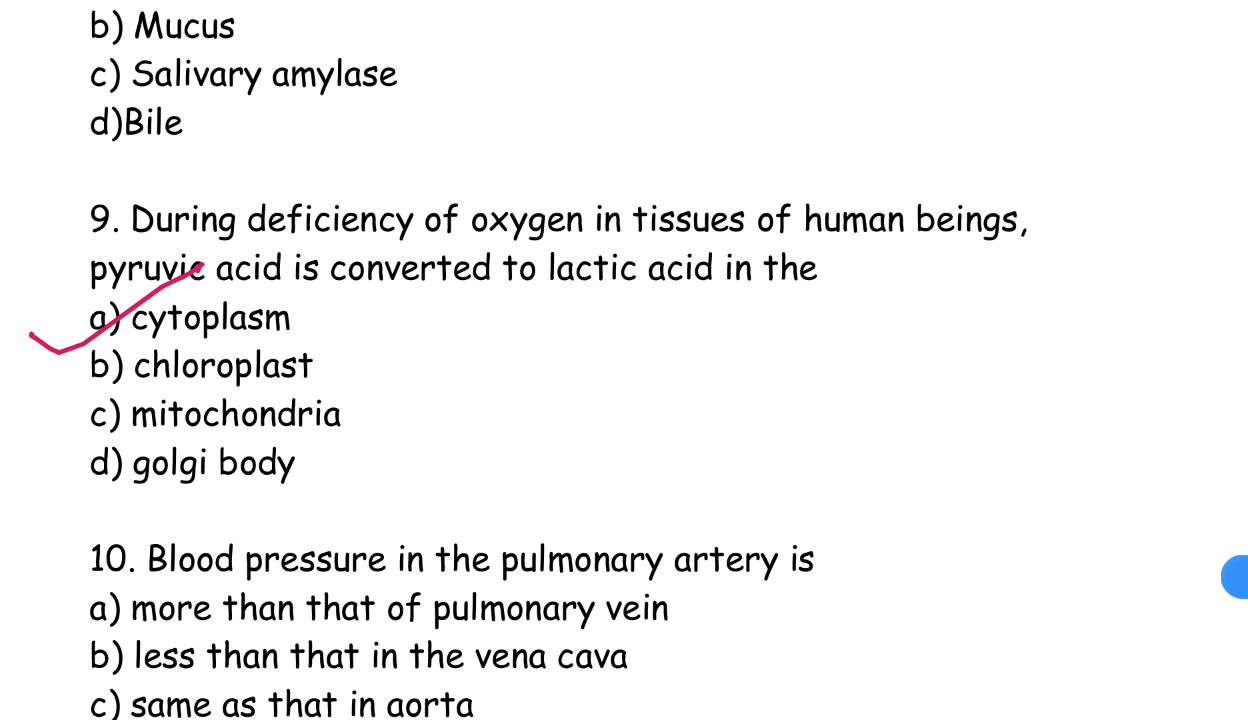 b) Mucus
c) Salivary amylase
d)Bile
9. During deficiency of oxygen in tissues of human beings,
pyruvic acid is converted to lactic acid in the
a) cytoplasm
b) chloroplast
c) mitochondria
d) golgi body
10. Blood pressure in the pulmonary artery is
a) more than that of pulmonary vein
b) less than that in the vena cava
c) same as that in aorta